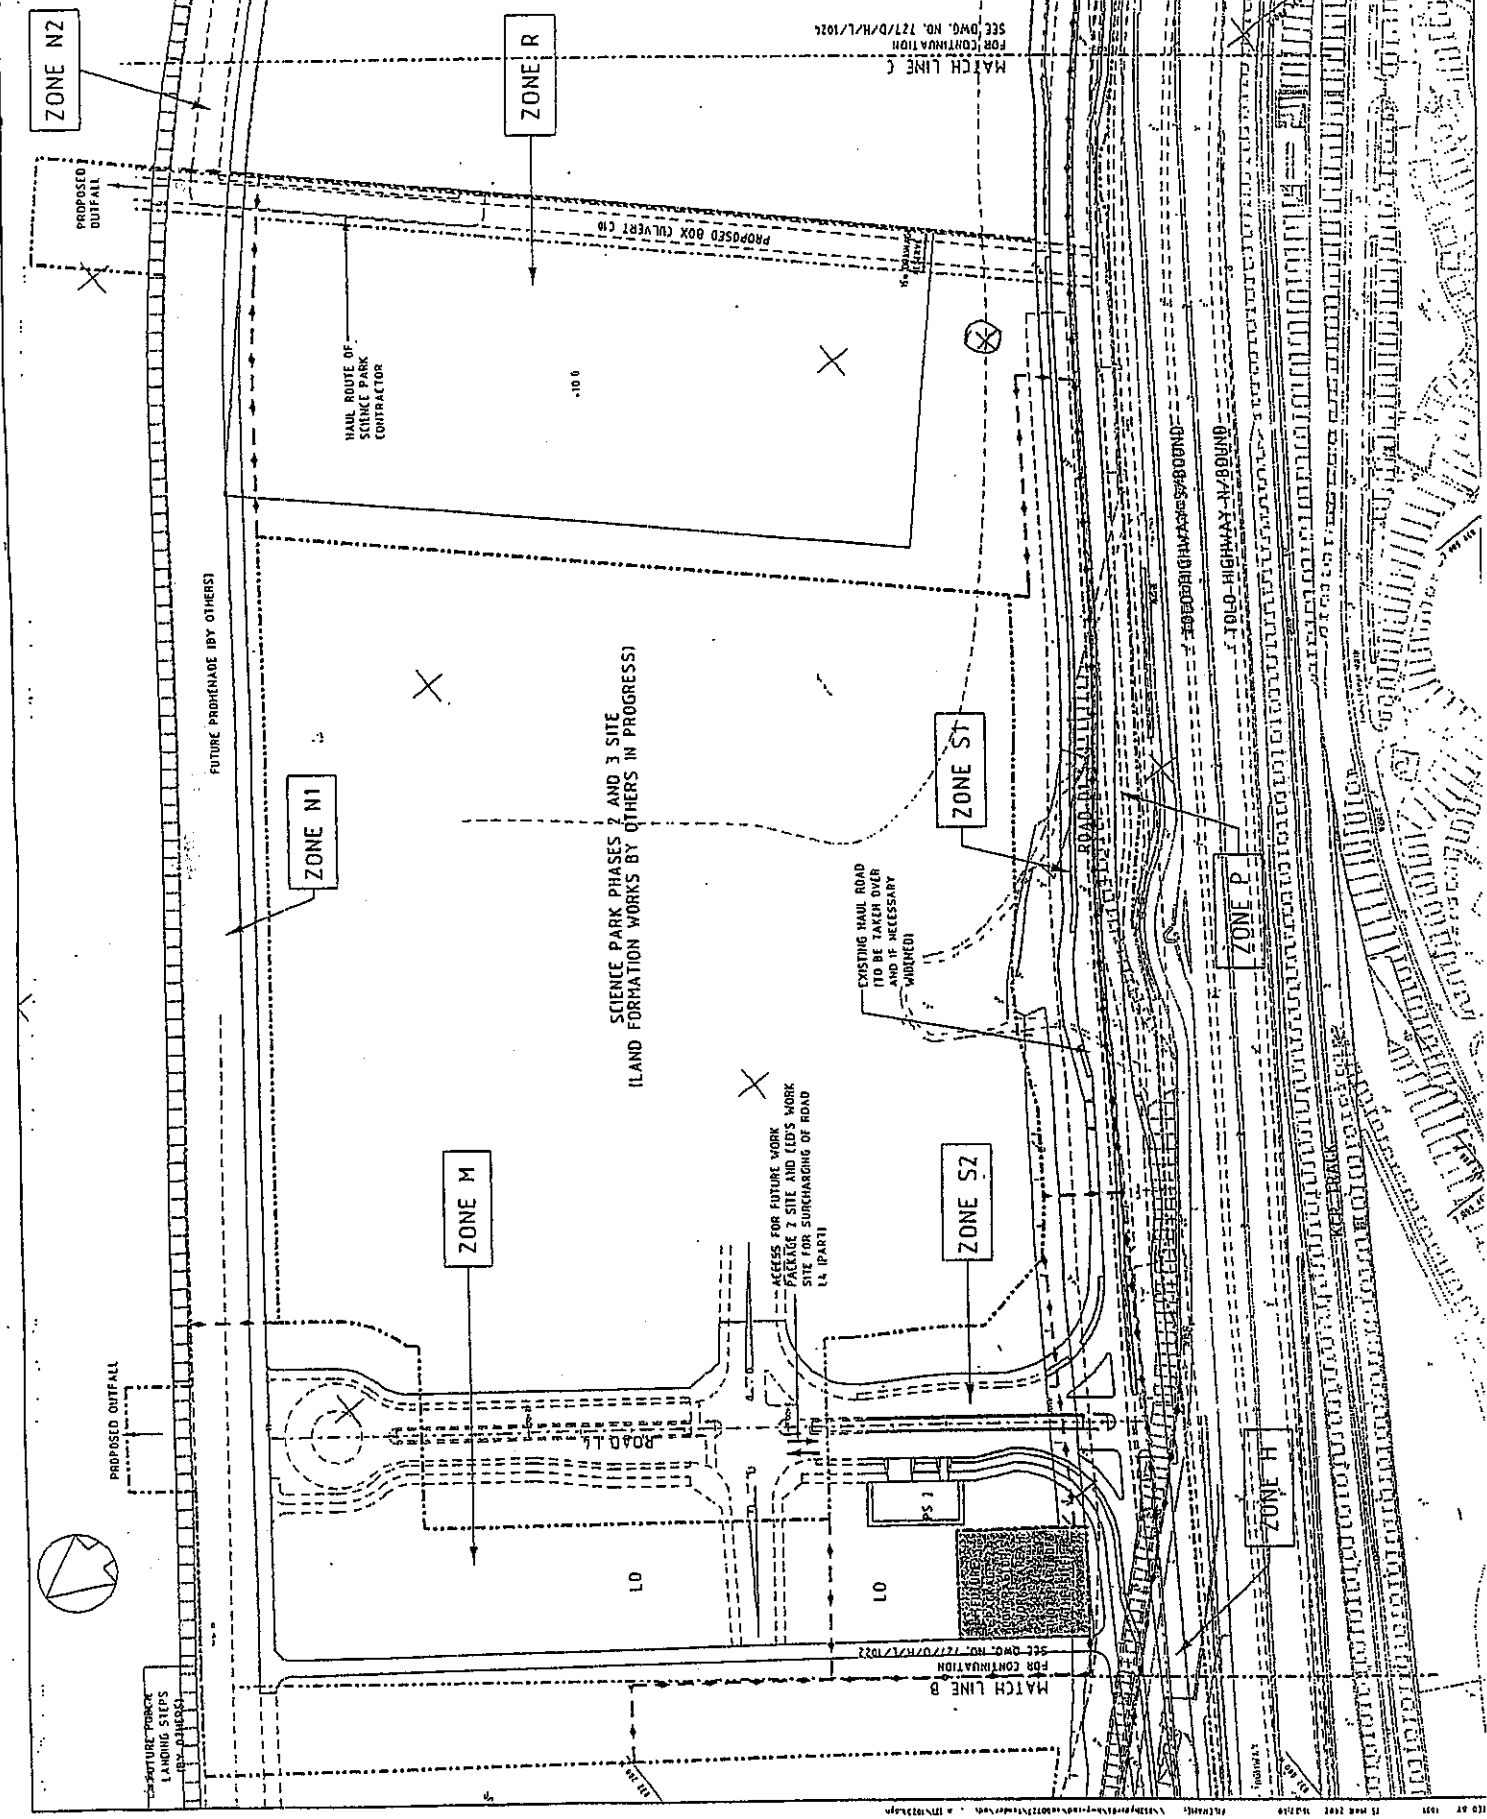 ZONE N2
PROPOSED
OUTFALL
ZONE R
MATCH LINE C
FOR CONTINUATION
SEE DWG. NO. 727/D/H/L/1024
PROPOSED BOX CULVERT C10
HAUL ROUTE OF
SCIENCE PARK
CONTRACTOR
FUTURE PROMENADE (BY OTHERS)
ZONE N1
SCIENCE PARK PHASES 2 AND 3 SITE
(LAND FORMATION WORKS BY OTHERS IN PROGRESS)
ZONE S1
ROAD D1
TOLO HIGHWAY S/BOUND
TOLO HIGHWAY N/BOUND
EXISTING HAUL ROAD
(TO BE TAKEN OVER
AND IF NECESSARY
WIDENED)
ZONE P
ZONE M
ACCESS FOR FUTURE WORK
PACKAGE 2 SITE AND CED'S WORK
SITE FOR SURCHARGING OF ROAD
L4 (PART)
ZONE S2
KCR TRACK
PROPOSED OUTFALL
ROAD L4
PS 2
ZONE H
LO
LO
MATCH LINE B
FOR CONTINUATION
SEE DWG. NO. 727/D/H/L/1022
LANDING STEPS
(BY OTHERS)